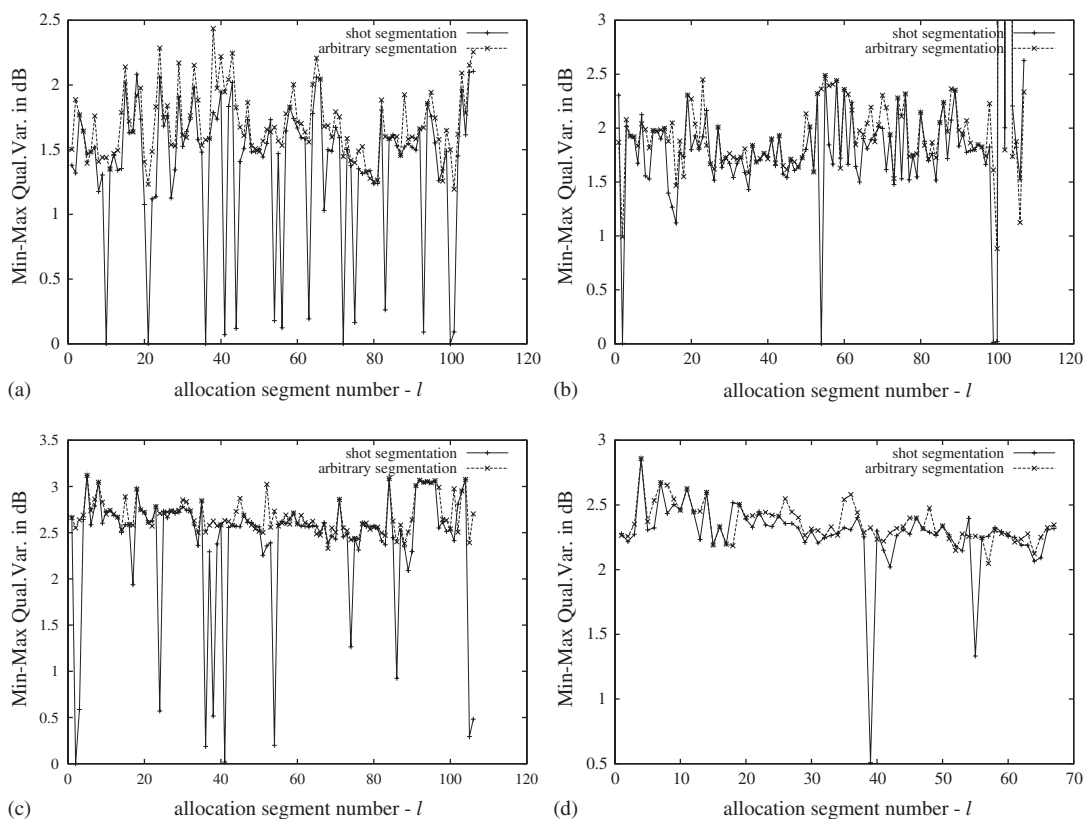 2.5
2
1.5
1
0.5
0
Min-Max Qual.Var. in dB
shot segmentation
arbitrary segmentation
0 20 40 60 80 100 120
(a)
allocation segment number - l
3
2.5
2
1.5
1
0.5
0
Min-Max Qual.Var. in dB
shot segmentation
arbitrary segmentation
0 20 40 60 80 100 120
(b)
allocation segment number - l
3.5
3
2.5
2
1.5
1
0.5
0
Min-Max Qual.Var. in dB
shot segmentation
arbitrary segmentation
0 20 40 60 80 100 120
(c)
allocation segment number - l
3
2.5
2
1.5
1
0.5
Min-Max Qual.Var. in dB
shot segmentation
arbitrary segmentation
0 10 20 30 40 50 60 70
(d)
allocation segment number - l